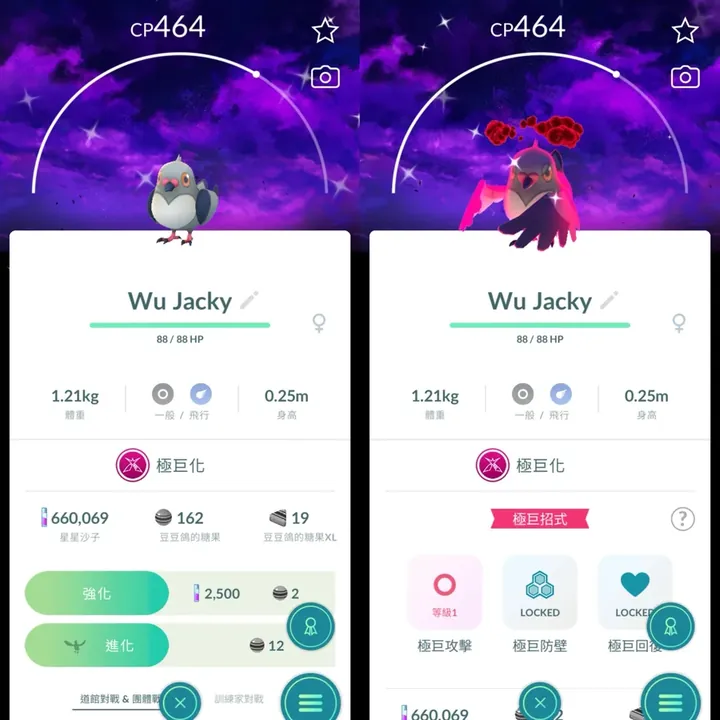 CP464
Wu Jacky
88 / 88 HP
1.21kg
體重
一般 / 飛行
0.25m
身高
極巨化
660,069
星星沙子
162
豆豆鴿的糖果
19
豆豆鴿的糖果XL
強化
2,500
2
進化
12
道館對戰 & 團體戰
訓練家對戰
CP464
Wu Jacky
88 / 88 HP
1.21kg
體重
一般 / 飛行
0.25m
身高
極巨化
極巨招式
?
等級1
極巨攻擊
LOCKED
極巨防壁
LOCKED
極巨回復
660,069